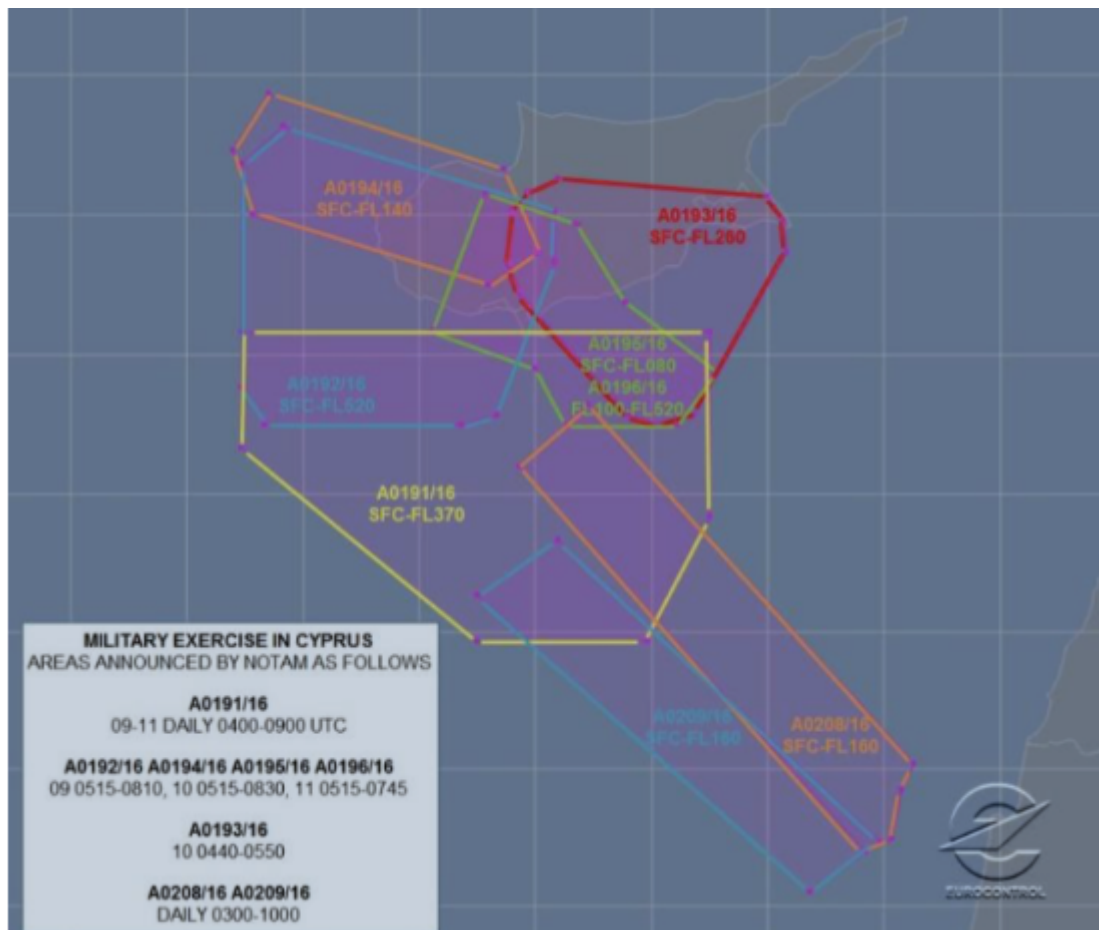 A0194/16
SFC-FL140
A0193/16
SFC-FL260
A0195/16
SFC-FL080
A0196/16
FL100-FL520
A0192/16
SFC-FL520
A0191/16
SFC-FL370
A0209/16
SFC-FL160
A0208/16
SFC-FL160
MILITARY EXERCISE IN CYPRUS
AREAS ANNOUNCED BY NOTAM AS FOLLOWS
A0191/16
09-11 DAILY 0400-0900 UTC
A0192/16 A0194/16 A0195/16 A0196/16
09 0515-0810, 10 0515-0830, 11 0515-0745
A0193/16
10 0440-0550
A0208/16 A0209/16
DAILY 0300-1000
EUROCONTROL